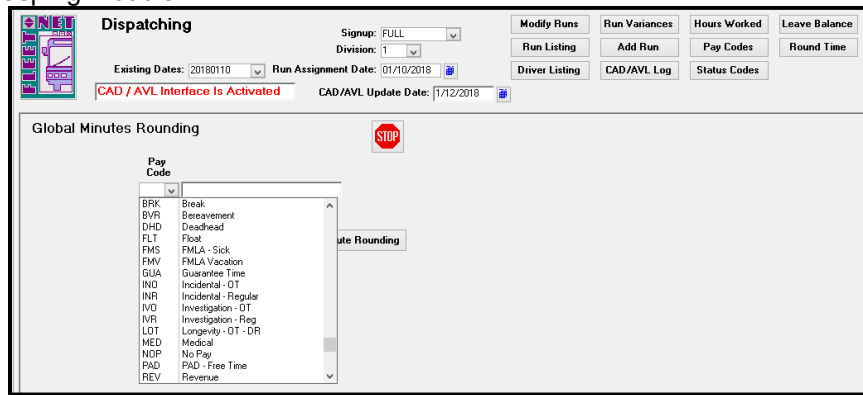 FLEET NET
Dispatching
Signup: FULL
Division: 1
Existing Dates: 20180110 Run Assignment Date: 01/10/2018
CAD / AVL Interface Is Activated CAD/AVL Update Date: 1/12/2018
Modify Runs Run Variances Hours Worked Leave Balance
Run Listing Add Run Pay Codes Round Time
Driver Listing CAD/AVL Log Status Codes
Global Minutes Rounding
STOP
Pay
Code
BRK Break
BVR Bereavement
DHD Deadhead
FLT Float
FMS FMLA - Sick
FMV FMLA Vacation
GUA Guarantee Time
INO Incidental - OT
INR Incidental - Regular
IVO Investigation - OT
IVR Investigation - Reg
LOT Longevity - OT - DR
MED Medical
NOP No Pay
PAD PAD - Free Time
REV Revenue
ute Rounding